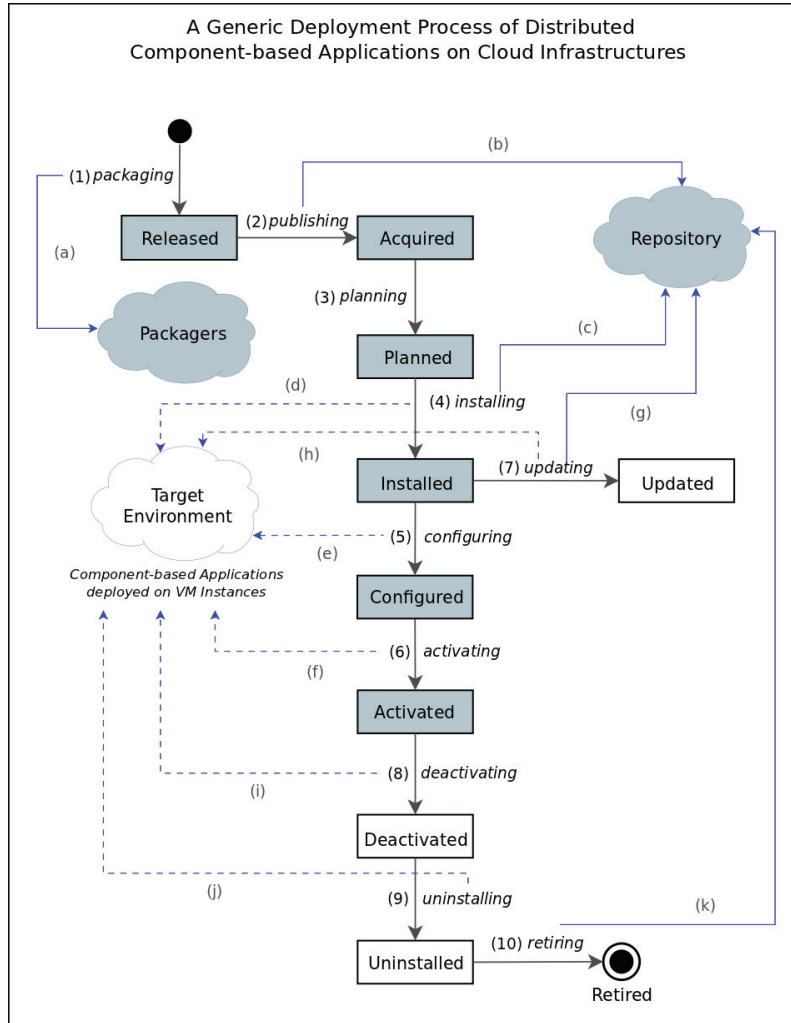 A Generic Deployment Process of Distributed
Component-based Applications on Cloud Infrastructures
(b)
(1) packaging
(2) publishing
Released
Acquired
Repository
(a)
(3) planning
Packagers
(c)
Planned
(d)
(4) installing
(g)
(h)
(7) updating
Target
Environment
Installed
Updated
(5) configuring
(e)
Component-based Applications
deployed on VM Instances
Configured
(6) activating
(f)
Activated
(8) deactivating
(i)
Deactivated
(j)
(9) uninstalling
(k)
(10) retiring
Uninstalled
Retired